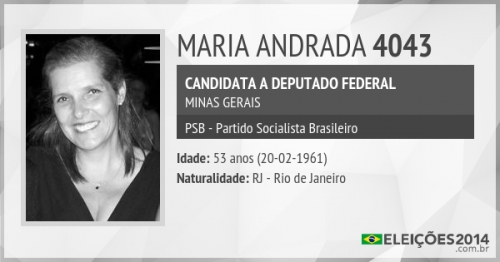 MARIA ANDRADA 4043
CANDIDATA A DEPUTADO FEDERAL
MINAS GERAIS
PSB - Partido Socialista Brasileiro
Idade: 53 anos (20-02-1961)
Naturalidade: RJ - Rio de Janeiro
ELEIÇÕES2014
.com.br